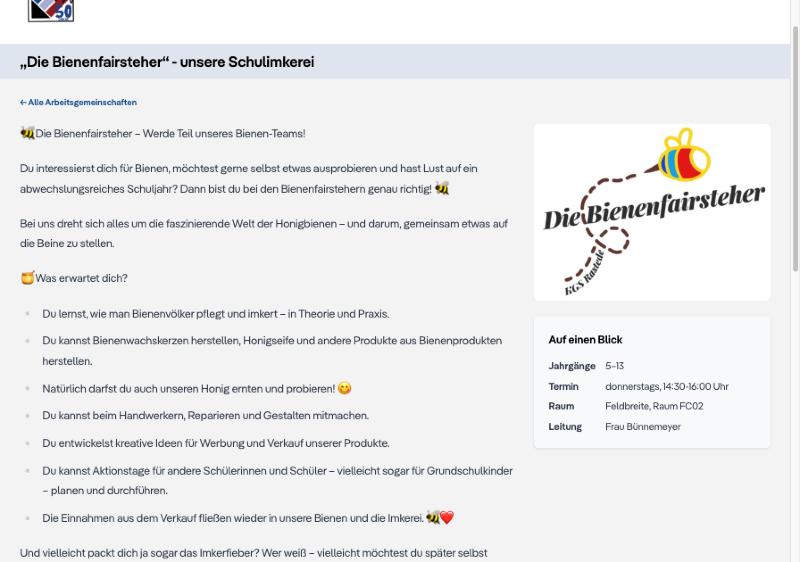 50
„Die Bienenfairsteher“ - unsere Schulimkerei
← Alle Arbeitsgemeinschaften
🐝Die Bienenfairsteher – Werde Teil unseres Bienen-Teams!
Du interessierst dich für Bienen, möchtest gerne selbst etwas ausprobieren und hast Lust auf ein
abwechslungsreiches Schuljahr? Dann bist du bei den Bienenfairstehern genau richtig! 🐝
Bei uns dreht sich alles um die faszinierende Welt der Honigbienen – und darum, gemeinsam etwas auf
die Beine zu stellen.
🍯Was erwartet dich?
Du lernst, wie man Bienenvölker pflegt und imkert – in Theorie und Praxis.
Du kannst Bienenwachskerzen herstellen, Honigseife und andere Produkte aus Bienenprodukten
herstellen.
Natürlich darfst du auch unseren Honig ernten und probieren! 😋
Du kannst beim Handwerkern, Reparieren und Gestalten mitmachen.
Du entwickelst kreative Ideen für Werbung und Verkauf unserer Produkte.
Du kannst Aktionstage für andere Schülerinnen und Schüler – vielleicht sogar für Grundschulkinder
– planen und durchführen.
Die Einnahmen aus dem Verkauf fließen wieder in unsere Bienen und die Imkerei. 🐝❤️
Und vielleicht packt dich ja sogar das Imkerfieber? Wer weiß – vielleicht möchtest du später selbst
Die Bienenfairsteher
KGS Rastede
Auf einen Blick
Jahrgänge 5–13
Termin donnerstags, 14:30-16:00 Uhr
Raum Feldbreite, Raum FC02
Leitung Frau Bünnemeyer